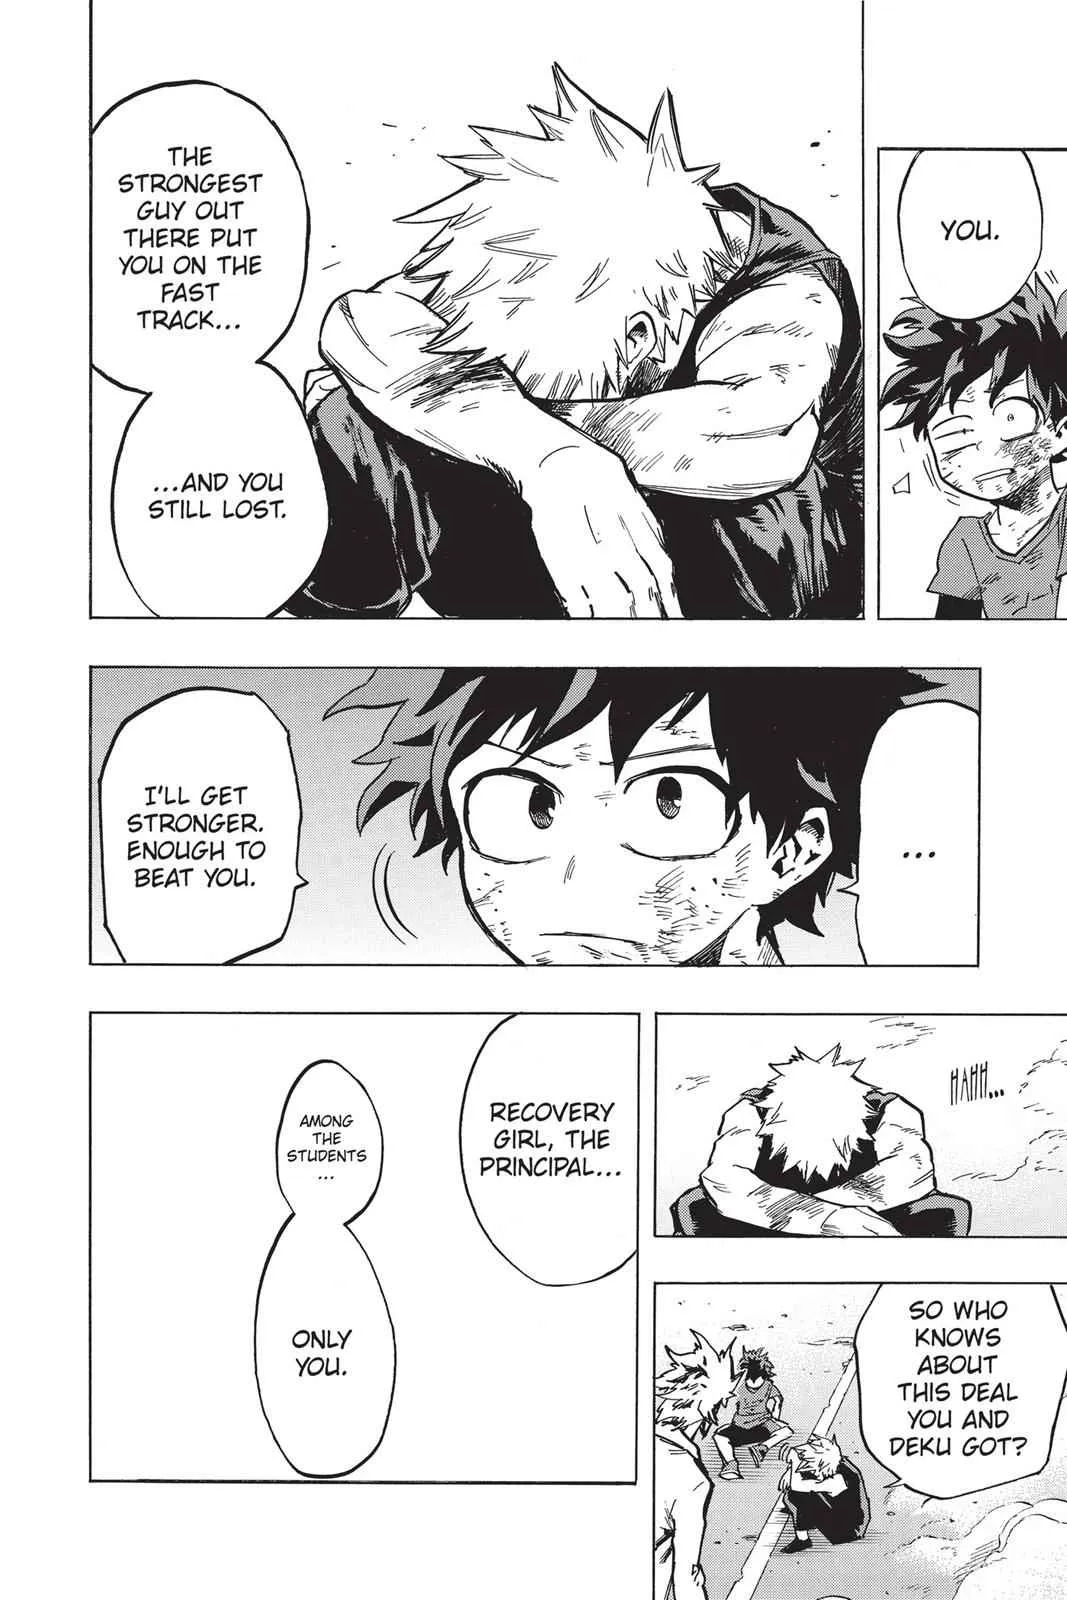 YOU.
THE
STRONGEST
GUY OUT
THERE PUT
YOU ON THE
FAST
TRACK...
...AND YOU
STILL LOST.
...
I'LL GET
STRONGER.
ENOUGH TO
BEAT YOU.
HAHH...
SO WHO
KNOWS
ABOUT
THIS DEAL
YOU AND
DEKU GOT?
RECOVERY
GIRL, THE
PRINCIPAL...
AMONG
THE
STUDENTS
...
ONLY
YOU.